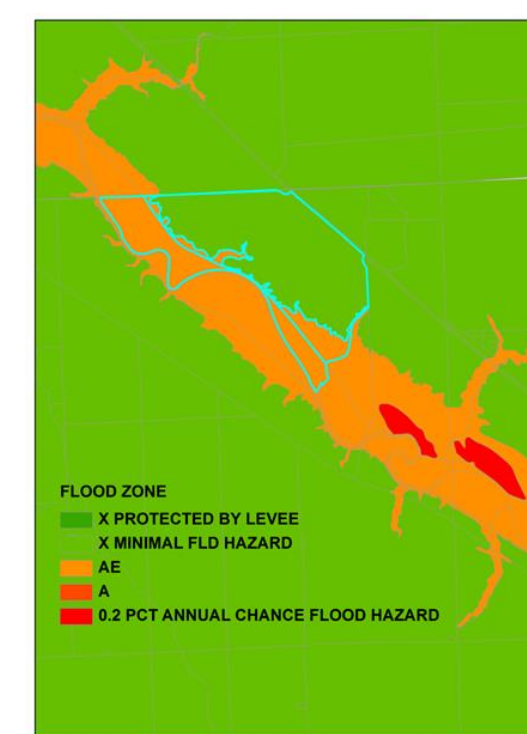 FLOOD ZONE
X PROTECTED BY LEVEE
X MINIMAL FLD HAZARD
AE
A
0.2 PCT ANNUAL CHANCE FLOOD HAZARD